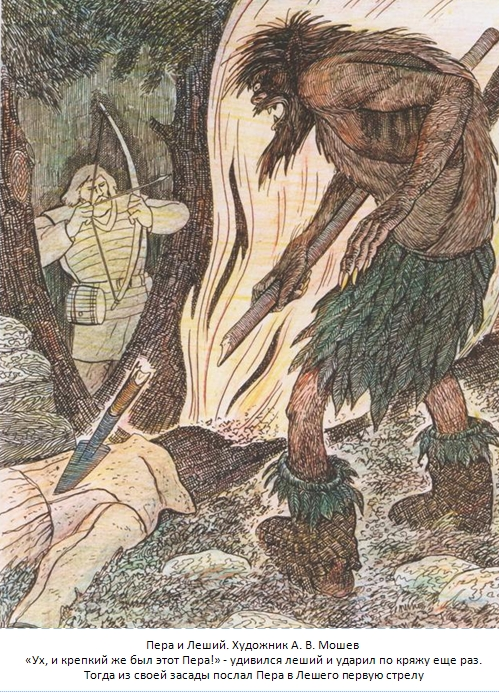 Пера и Леший. Художник А. В. Мошев
«Ух, и крепкий же был этот Пера!» - удивился леший и ударил по кряжу еще раз.
Тогда из своей засады послал Пера в Лешего первую стрелу